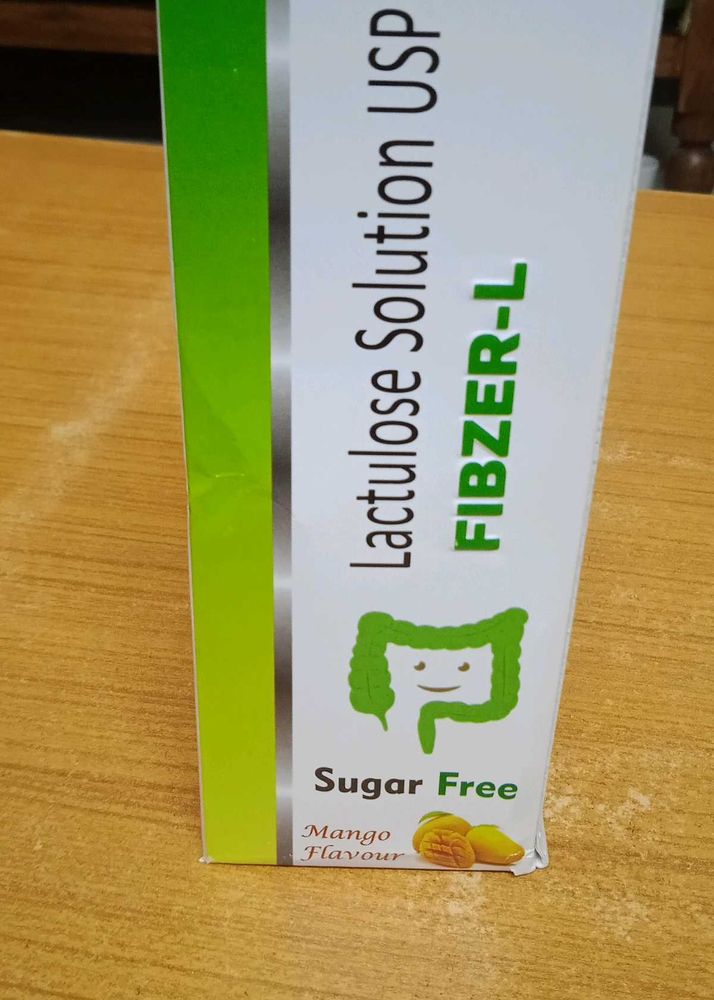 Lactulose Solution USP
FIBZER-L
Sugar Free
Mango
Flavour